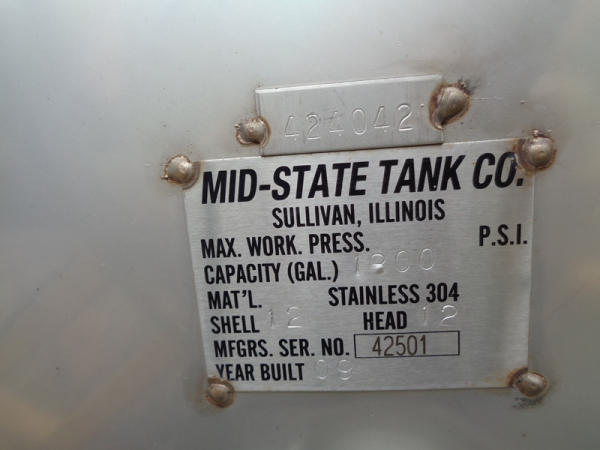 424042
MID-STATE TANK CO.
SULLIVAN, ILLINOIS
MAX. WORK. PRESS. P.S.I.
CAPACITY (GAL.) 1800
MAT'L. STAINLESS 304
SHELL 12 HEAD 12
MFGRS. SER. NO. 42501
YEAR BUILT 09